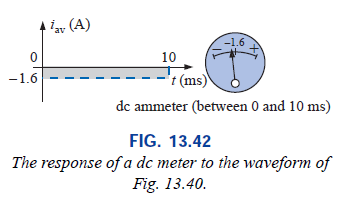 i_av (A)
0
10
−1.6
t (ms)
−1.6
− +
dc ammeter (between 0 and 10 ms)
FIG. 13.42
The response of a dc meter to the waveform of
Fig. 13.40.